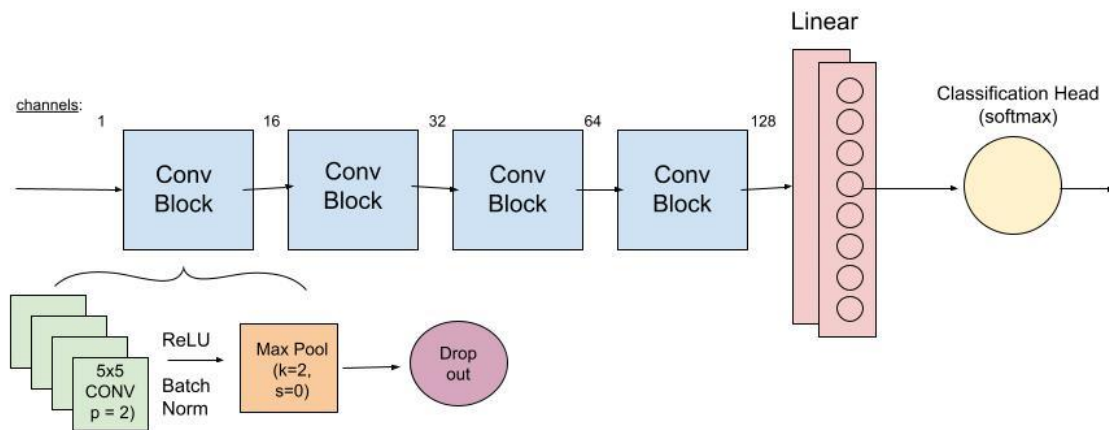 Linear
channels:
1
16
32
64
128
Classification Head
(softmax)
Conv
Block
Conv
Block
Conv
Block
Conv
Block
ReLU
Batch
Norm
5x5
CONV
p = 2)
Max Pool
(k=2,
s=0)
Drop
out